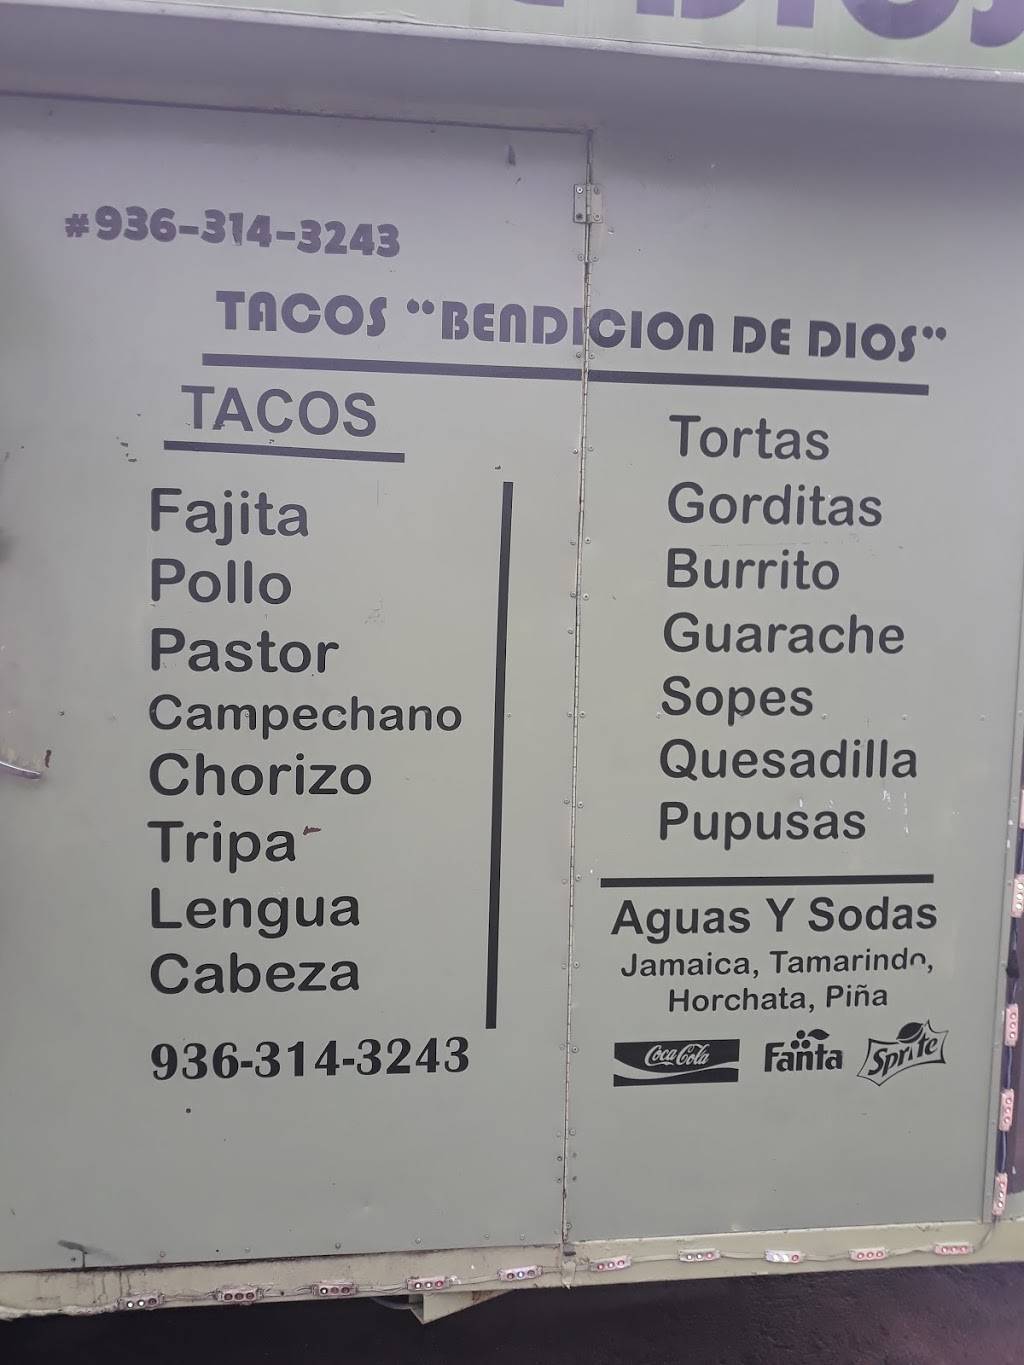 DIOS
#936-314-3243
TACOS "BENDICION DE DIOS"
TACOS
Fajita
Pollo
Pastor
Campechano
Chorizo
Tripa
Lengua
Cabeza
936-314-3243
Tortas
Gorditas
Burrito
Guarache
Sopes
Quesadilla
Pupusas
Aguas Y Sodas
Jamaica, Tamarindo,
Horchata, Piña
Coca-Cola Fanta Sprite